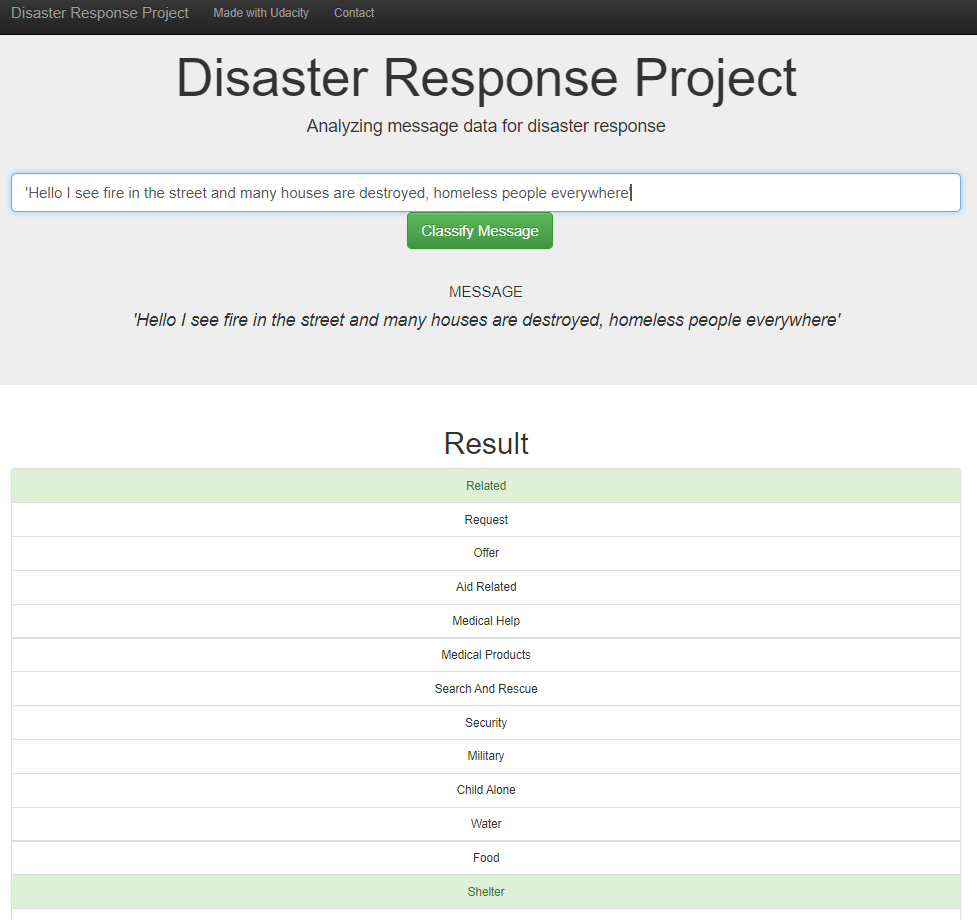 Disaster Response Project Made with Udacity Contact
Disaster Response Project
Analyzing message data for disaster response
'Hello I see fire in the street and many houses are destroyed, homeless people everywhere'
Classify Message
MESSAGE
'Hello I see fire in the street and many houses are destroyed, homeless people everywhere'
Result
Related
Request
Offer
Aid Related
Medical Help
Medical Products
Search And Rescue
Security
Military
Child Alone
Water
Food
Shelter